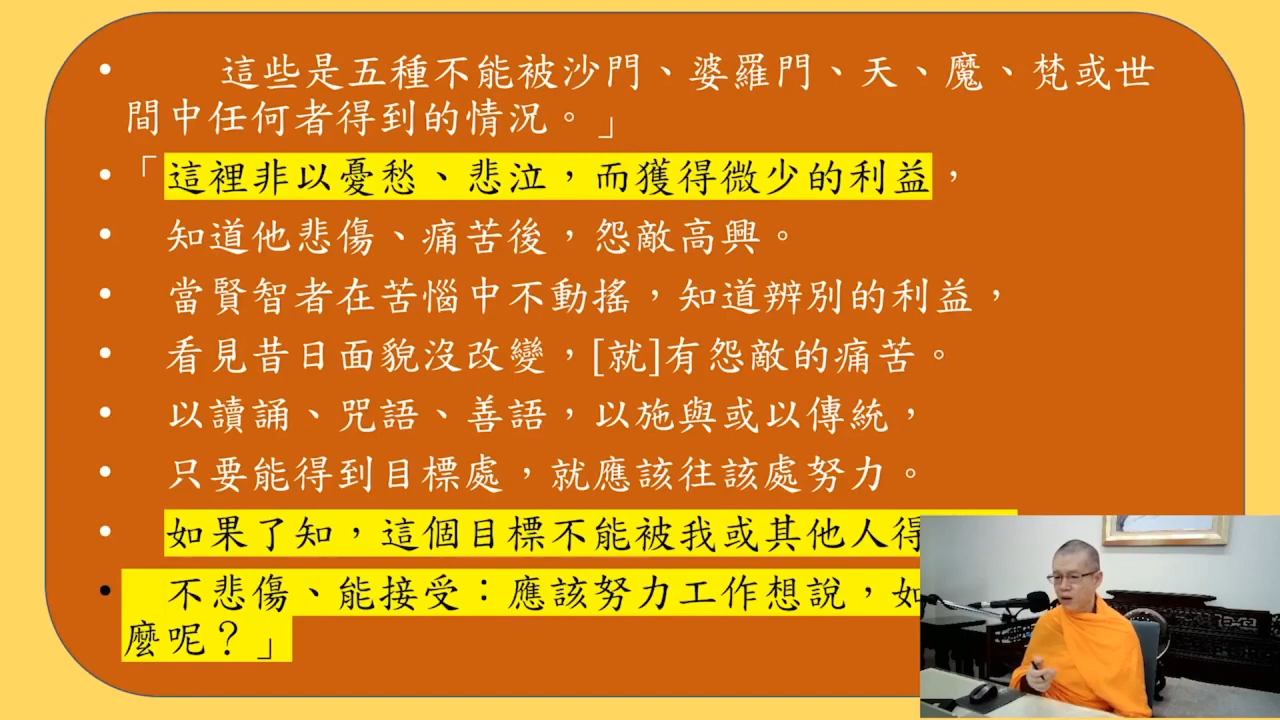 • 這些是五種不能被沙門、婆羅門、天、魔、梵或世
間中任何者得到的情況。」
• 「這裡非以憂愁、悲泣，而獲得微少的利益，
• 知道他悲傷、痛苦後，怨敵高興。
• 當賢智者在苦惱中不動搖，知道辨別的利益，
• 看見昔日面貌沒改變，[就]有怨敵的痛苦。
• 以讀誦、咒語、善語，以施與或以傳統，
• 只要能得到目標處，就應該往該處努力。
• 如果了知，這個目標不能被我或其他人得
• 不悲傷、能接受：應該努力工作想說，如
麼呢？」